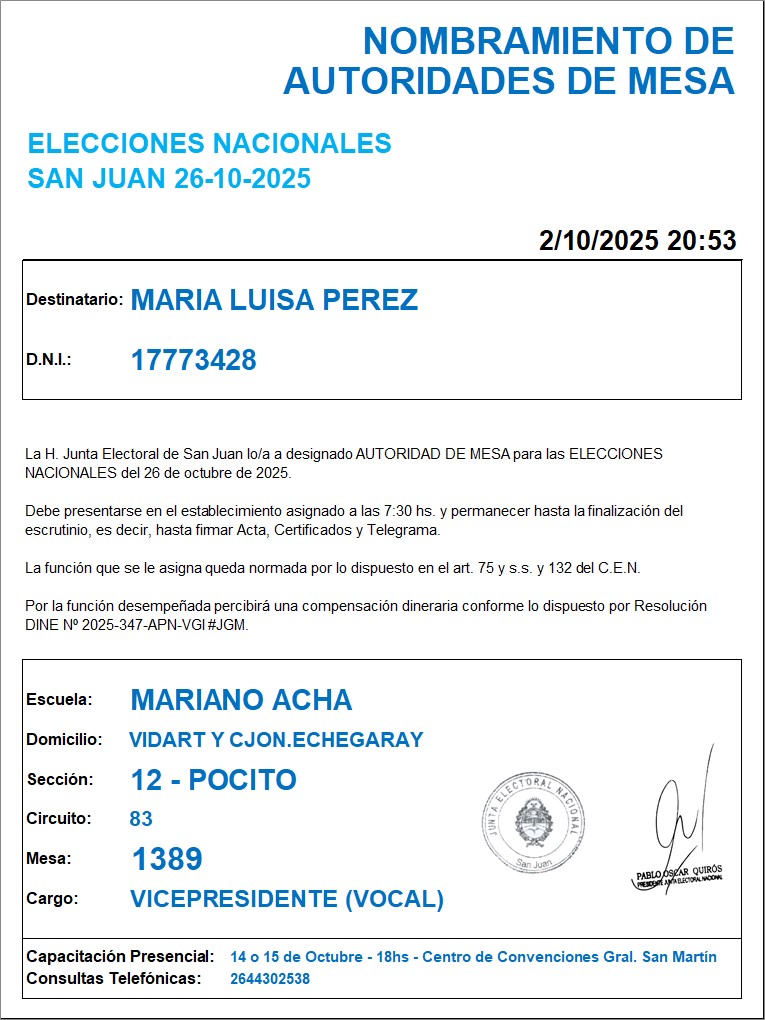 NOMBRAMIENTO DE
AUTORIDADES DE MESA
ELECCIONES NACIONALES
SAN JUAN 26-10-2025
2/10/2025 20:53
Destinatario: MARIA LUISA PEREZ
D.N.I.: 17773428
La H. Junta Electoral de San Juan lo/a a designado AUTORIDAD DE MESA para las ELECCIONES
NACIONALES del 26 de octubre de 2025.
Debe presentarse en el establecimiento asignado a las 7:30 hs. y permanecer hasta la finalización del
escrutinio, es decir, hasta firmar Acta, Certificados y Telegrama.
La función que se le asigna queda normada por lo dispuesto en el art. 75 y s.s. y 132 del C.E.N.
Por la función desempeñada percibirá una compensación dineraria conforme lo dispuesto por Resolución
DINE Nº 2025-347-APN-VGI#JGM.
Escuela: MARIANO ACHA
Domicilio: VIDART Y CJON.ECHEGARAY
Sección: 12 - POCITO
Circuito: 83
Mesa: 1389
Cargo: VICEPRESIDENTE (VOCAL)
JUNTA ELECTORAL NACIONAL
San Juan
PABLO OSCAR QUIRÓS
PRESIDENTE JUNTA ELECTORAL NACIONAL
Capacitación Presencial: 14 o 15 de Octubre - 18hs - Centro de Convenciones Gral. San Martín
Consultas Telefónicas: 2644302538